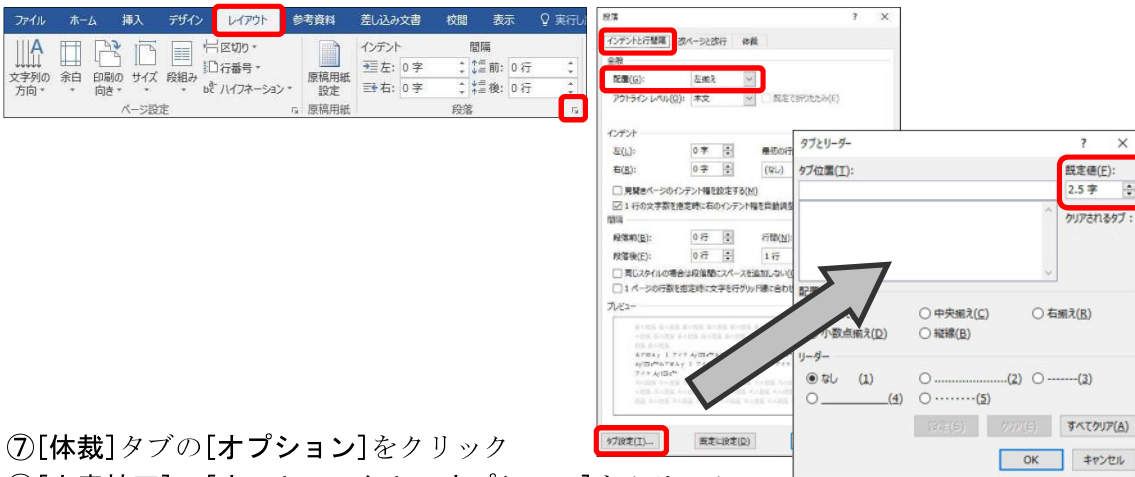 ファイル ホーム 挿入 デザイン レイアウト 参考資料 差し込み文書 校閲 表示 実行し
文字列の方向 余白 印刷の向き サイズ 段組み 区切り 行番号 ハイフネーション 原稿用紙設定
ページ設定 原稿用紙
インデント 間隔
左: 0 字 前: 0 行
右: 0 字 後: 0 行
段落
段落 ? ×
インデントと行間隔 改ページと改行 体裁
全般
配置(G): 左揃え
アウトライン レベル(O): 本文 既定で折りたたみ(E)
インデント
左(L): 0 字 最初の行
右(R): 0 字 (なし)
見開きページのインデント幅を設定する(M)
1 行の文字数を指定時に右のインデント幅を自動調整
間隔
段落前(B): 0 行 行間(N):
段落後(F): 0 行 1 行
同じスタイルの場合は段落間にスペースを追加しない(
1 ページの行数を指定時に文字を行グリッド線に合わせ
プレビュー
タブ設定(T)... 既定に設定(D)
タブとリーダー ? ×
タブ位置(T): 既定値(F):
2.5 字
クリアされるタブ:
中央揃え(C) 右揃え(R)
小数点揃え(D) 縦線(B)
リーダー
なし (1) ......................(2) -------(3)
________(4) ········(5)
設定(S) クリア(E) すべてクリア(A)
OK キャンセル
⑦[体裁]タブの[オプション]をクリック